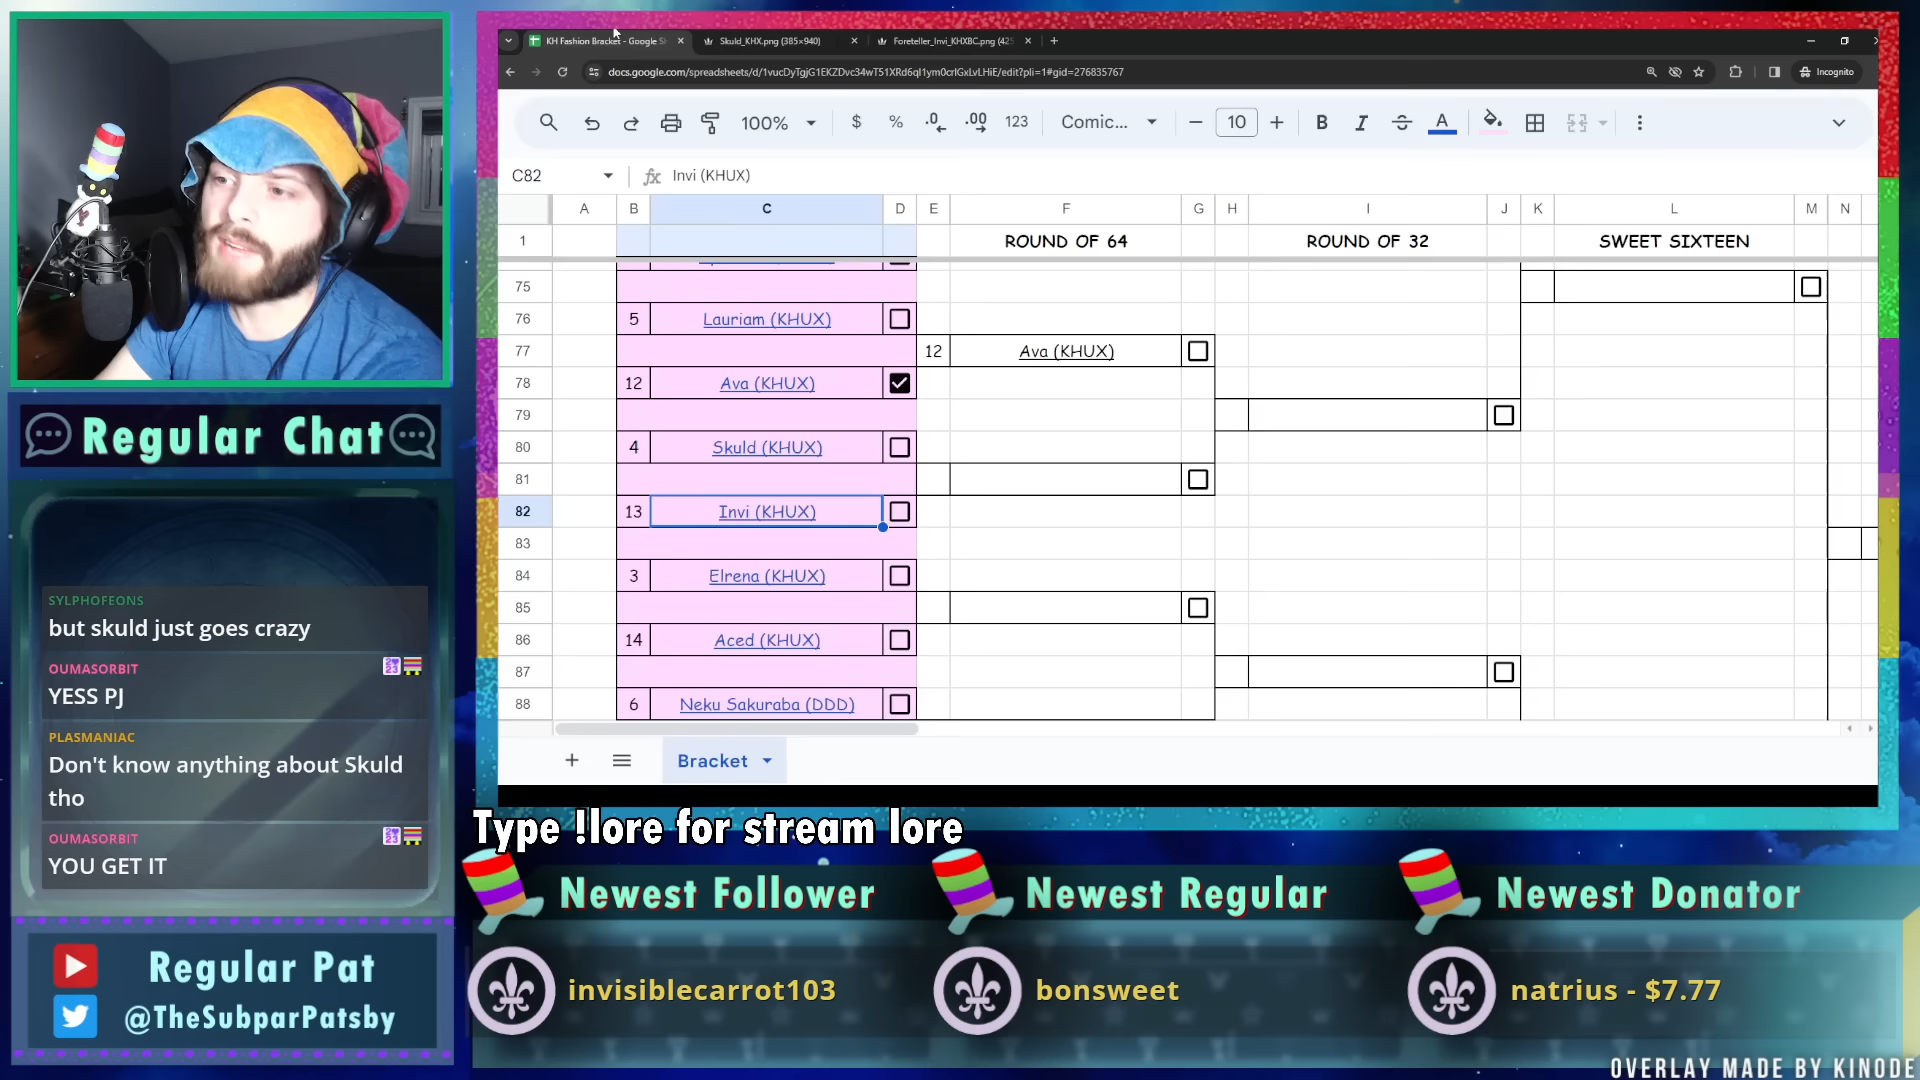 KH Fashion Bracket - Google Sh
Skuld_KHX.png (385×940)
Foreteller_Invi_KHXBC.png (425
docs.google.com/spreadsheets/d/1vucDyTgjG1EKZDvc34wT51XRd6qI1ym0crIGxLvLHiE/edit?pli=1#gid=276835767
Incognito
100%
$ % .0 .00 123
Comic...
10
B I A
C82
fx Invi (KHUX)
A B C D E F G H I J K L M N
1 ROUND OF 64 ROUND OF 32 SWEET SIXTEEN
75
76 5 Lauriam (KHUX)
77 12 Ava (KHUX)
78 12 Ava (KHUX)
79
80 4 Skuld (KHUX)
81
82 13 Invi (KHUX)
83
84 3 Elrena (KHUX)
85
86 14 Aced (KHUX)
87
88 6 Neku Sakuraba (DDD)
Bracket
Regular Chat
SYLPHOFEONS
but skuld just goes crazy
OUMASORBIT
YESS PJ
PLASMANIAC
Don't know anything about Skuld
tho
OUMASORBIT
YOU GET IT
Regular Pat
@TheSubparPatsby
Type !lore for stream lore
Newest Follower
invisiblecarrot103
Newest Regular
bonsweet
Newest Donator
natrius - $7.77
OVERLAY MADE BY KINODE